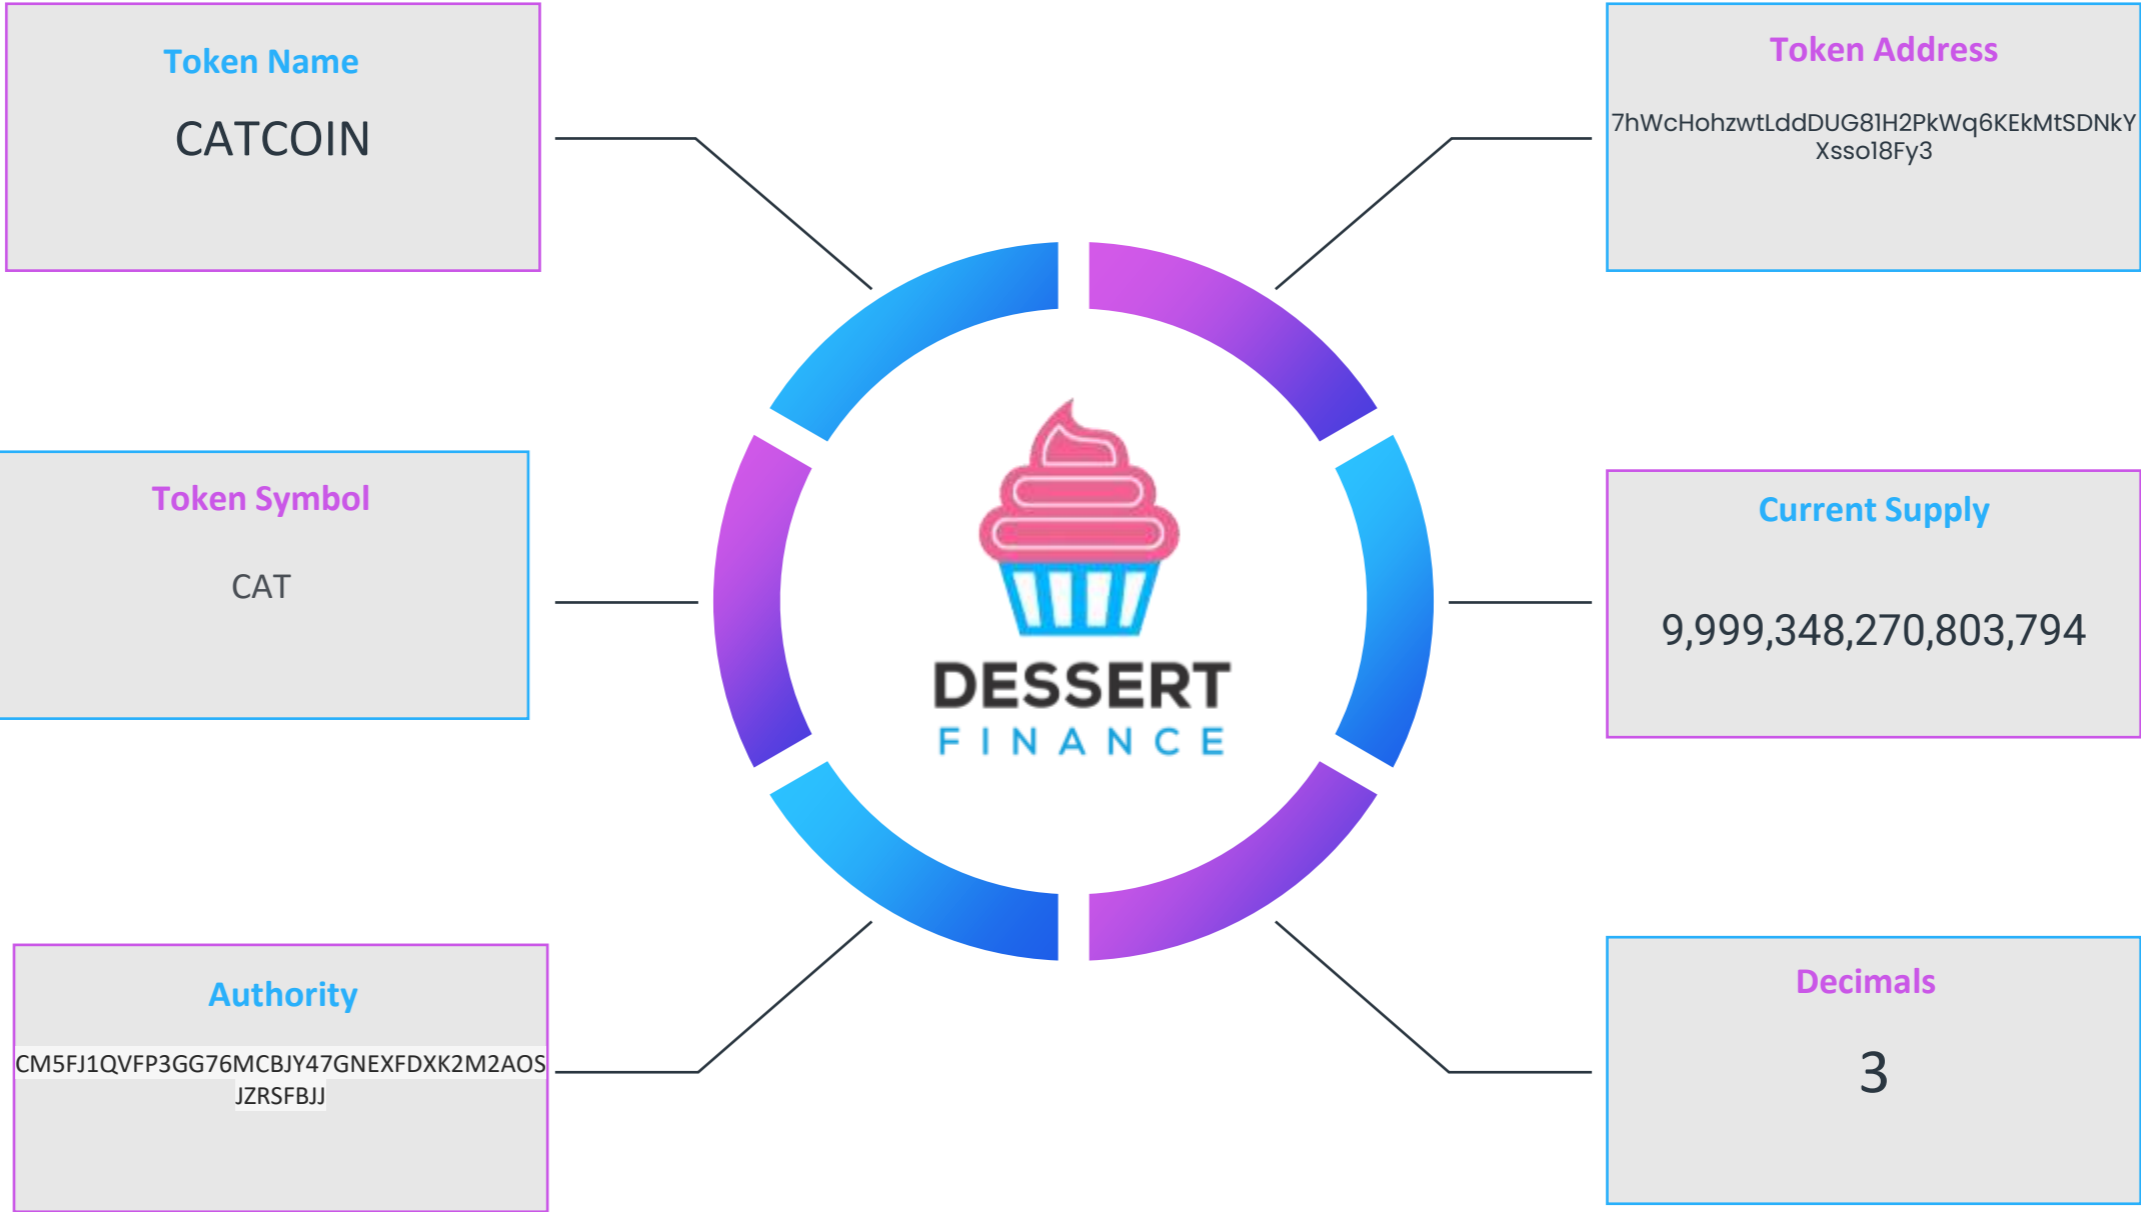 Token Name
CATCOIN
Token Address
7hWcHohzwtLddDUG81H2PkWq6KEkMtSDNkY
Xsso18Fy3
Token Symbol
CAT
DESSERT
FINANCE
Current Supply
9,999,348,270,803,794
Authority
CM5FJ1QVFP3GG76MCBJY47GNEXFDXK2M2AOS
JZRSFBJJ
Decimals
3